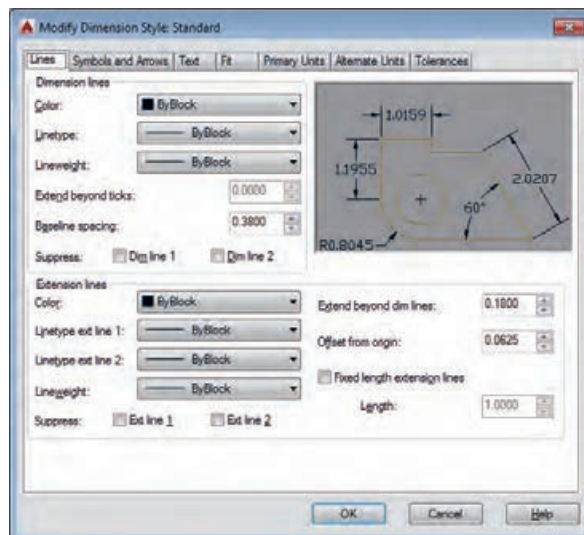 Modify Dimension Style: Standard
Lines Symbols and Arrows Text Fit Primary Units Alternate Units Tolerances
Dimension lines
Color: ByBlock
Linetype: ByBlock
Lineweight: ByBlock
Extend beyond ticks: 0.0000
Baseline spacing: 0.3800
Suppress: Dim line 1 Dim line 2
1.0159
1.1955
2.0207
60°
R0.8045
Extension lines
Color: ByBlock
Linetype ext line 1: ByBlock
Linetype ext line 2: ByBlock
Lineweight: ByBlock
Suppress: Ext line 1 Ext line 2
Extend beyond dim lines: 0.1800
Offset from origin: 0.0625
Fixed length extension lines
Length: 1.0000
OK Cancel Help